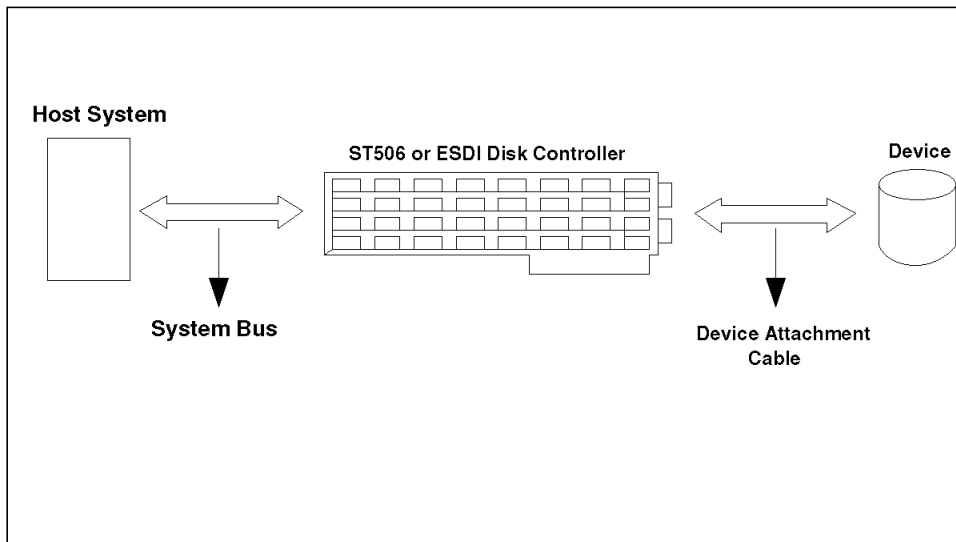 Host System
ST506 or ESDI Disk Controller
Device
System Bus
Device Attachment
Cable